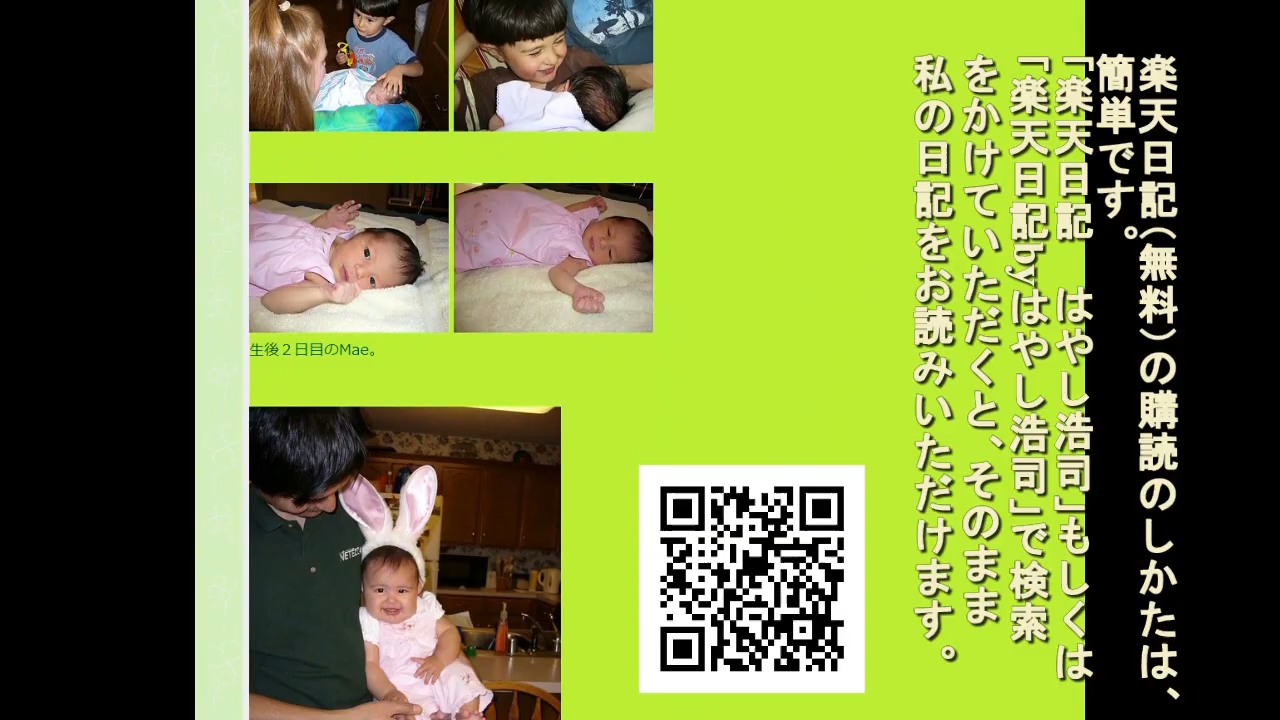 楽天日記(無料)の購読のしかたは、
簡単です。
「楽天日記　はやし浩司」もしくは
「楽天日記byはやし浩司」で検索
をかけていただくと、そのまま
私の日記をお読みいただけます。
生後２日目のMae。